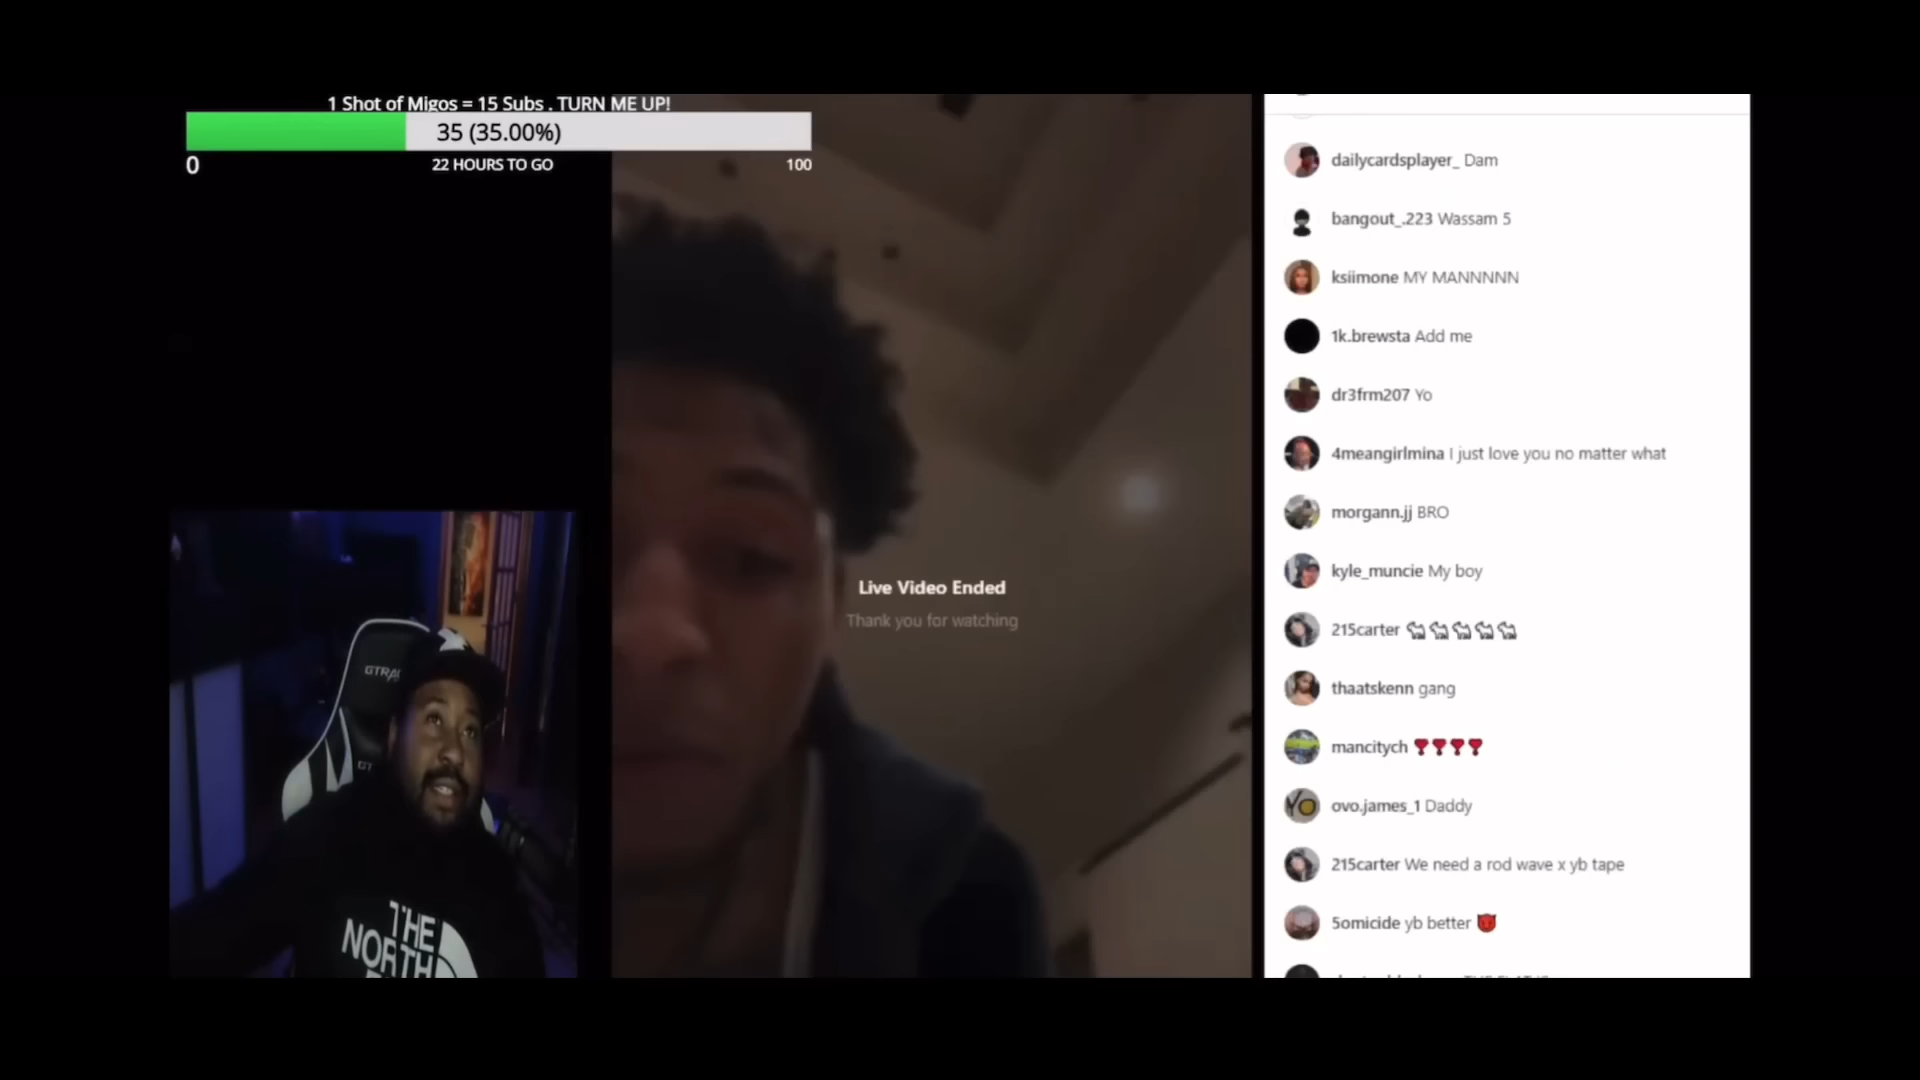 1 Shot of Migos = 15 Subs . TURN ME UP!
35 (35.00%)
0
22 HOURS TO GO
100
Live Video Ended
Thank you for watching
GTRAC
GT
THE
NORTH
dailycardsplayer_ Dam
bangout_.223 Wassam 5
ksiimone MY MANNNNN
1k.brewsta Add me
dr3frm207 Yo
4meangirlmina I just love you no matter what
morgann.jj BRO
kyle_muncie My boy
215carter 🐐🐐🐐🐐🐐
thaatskenn gang
mancitych ❣❣❣❣
ovo.james_1 Daddy
YO
215carter We need a rod wave x yb tape
5omicide yb better 👿